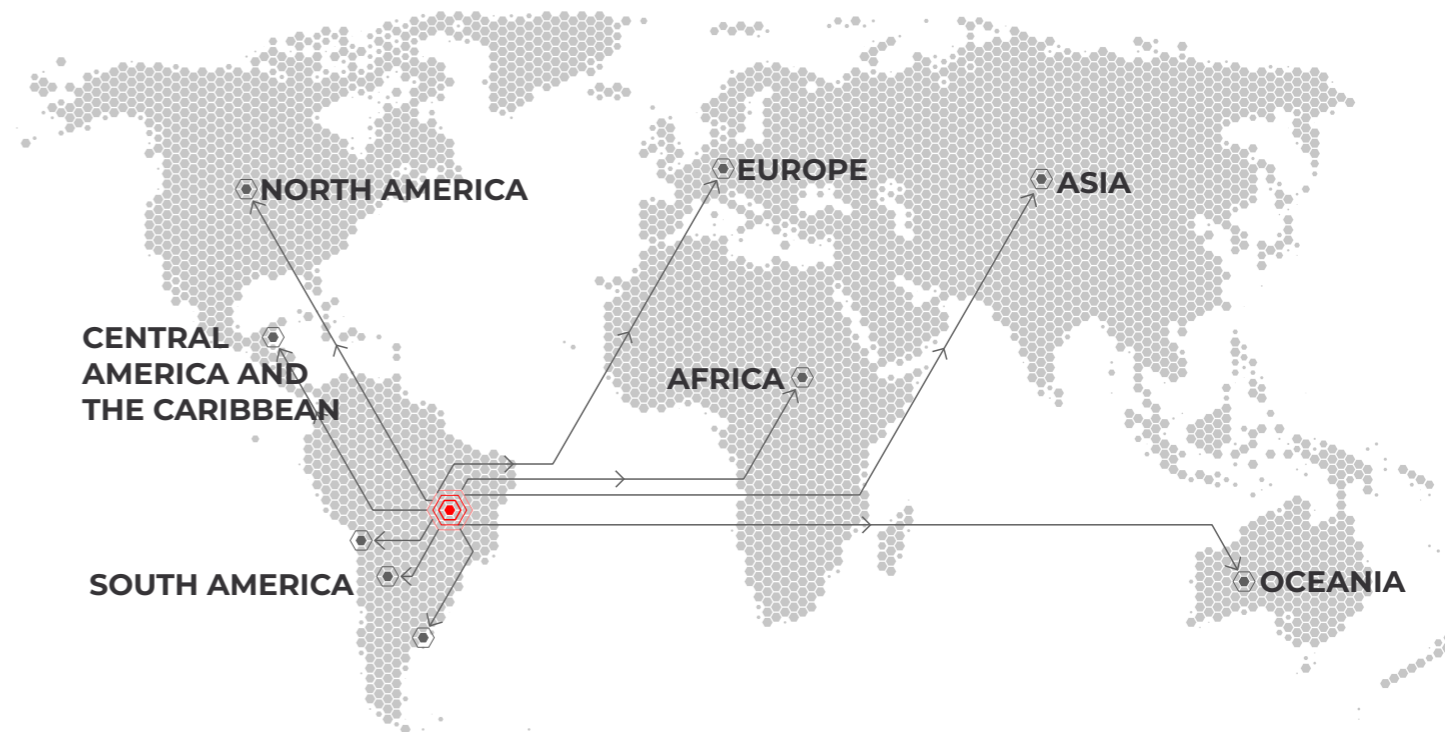 EUROPE
NORTH AMERICA
ASIA
CENTRAL
AMERICA AND
THE CARIBBEAN
AFRICA
SOUTH AMERICA
OCEANIA